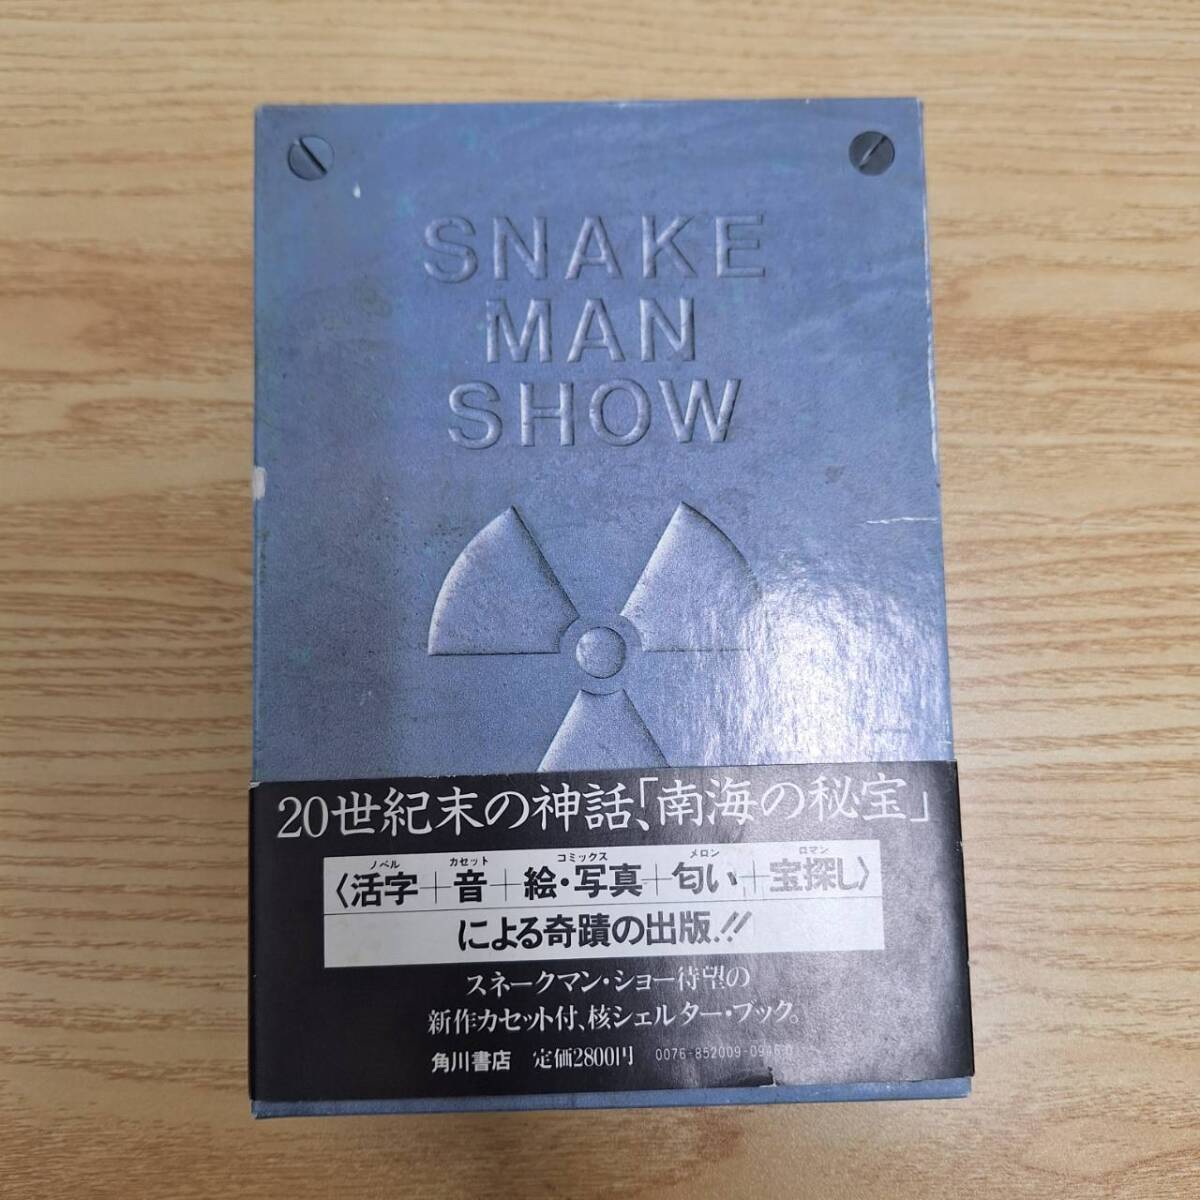 SNAKE
MAN
SHOW
20世紀末の神話、「南海の秘宝」
ノベル カセット コミックス メロン ロマン
〈活字+音+絵・写真+匂い+宝探し〉
による奇蹟の出版!!
スネークマン・ショー待望の
新作カセット付、核シェルター・ブック。
角川書店 定価2800円 0076-852009-0946-0